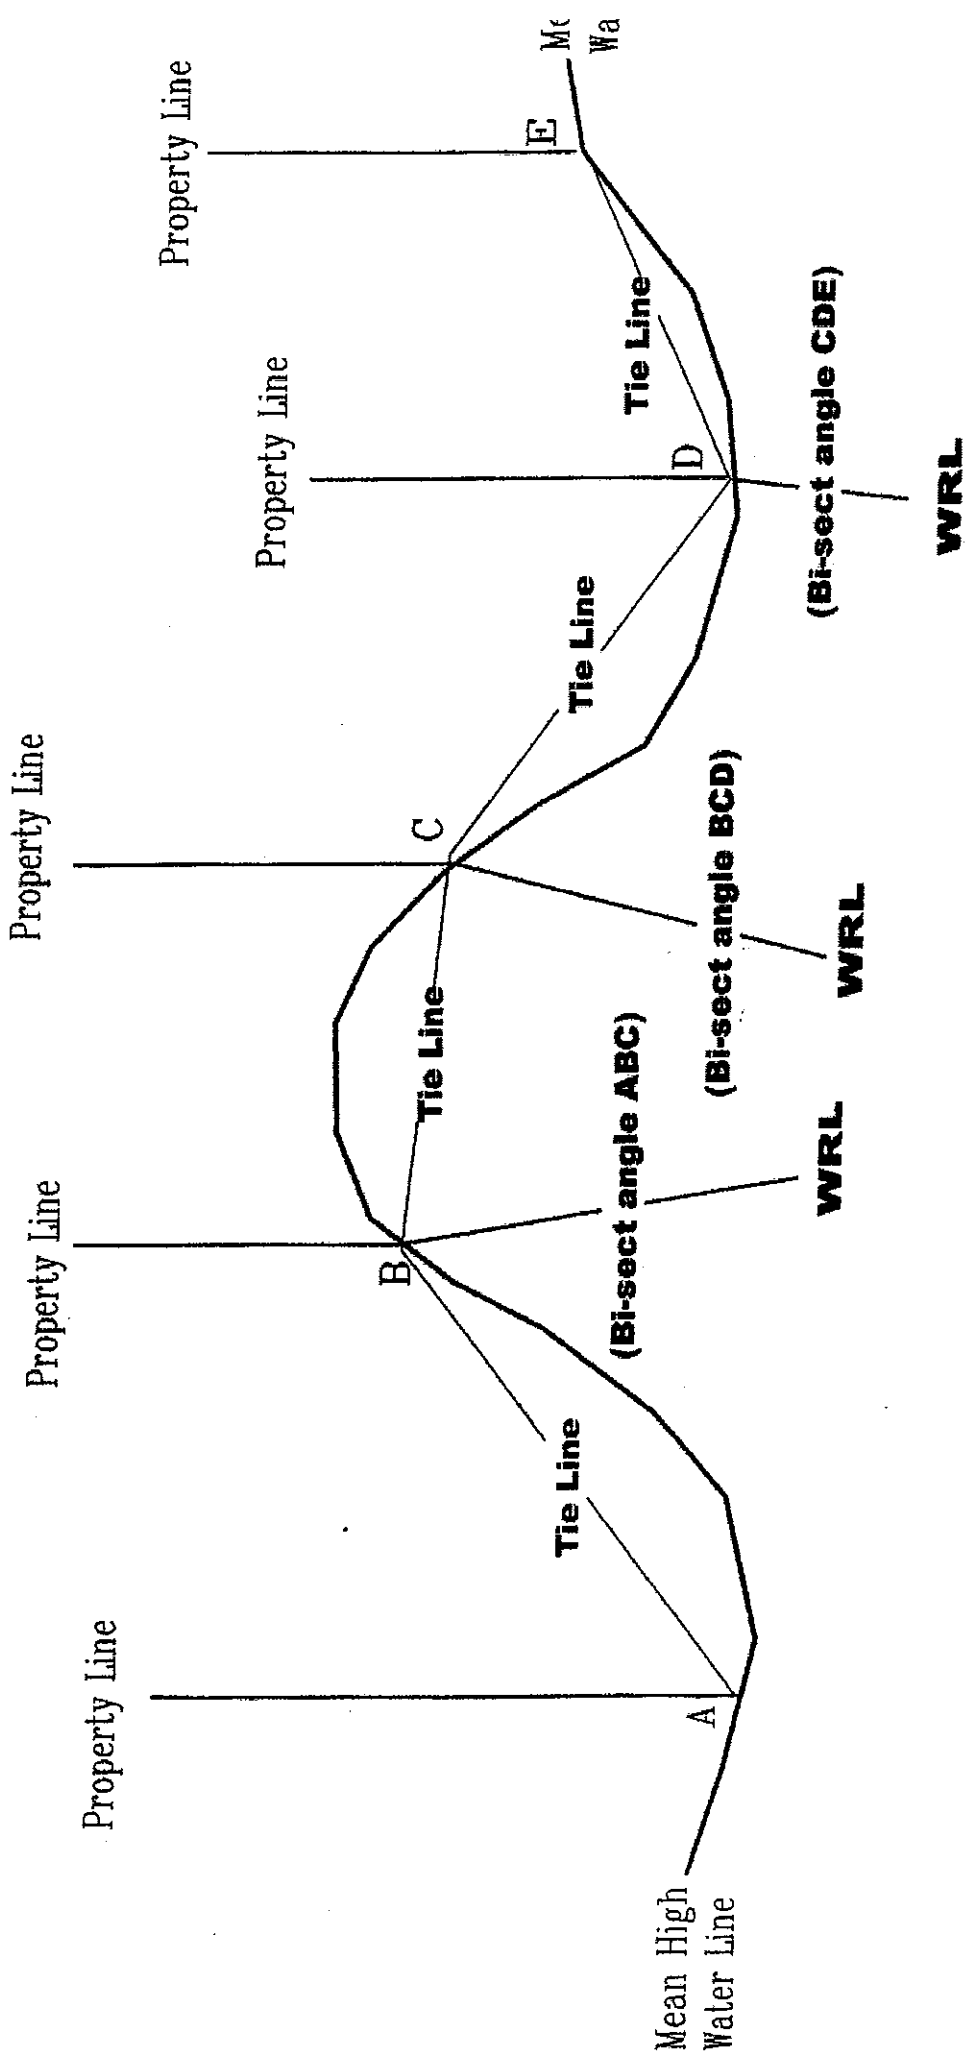 Property Line
Property Line
Property Line
Property Line
Property Line
A
B
C
D
E
Tie Line
Tie Line
Tie Line
Tie Line
(Bi-sect angle ABC)
(Bi-sect angle BCD)
(Bi-sect angle CDE)
WRL
WRL
WRL
Mean High
Water Line
Wa